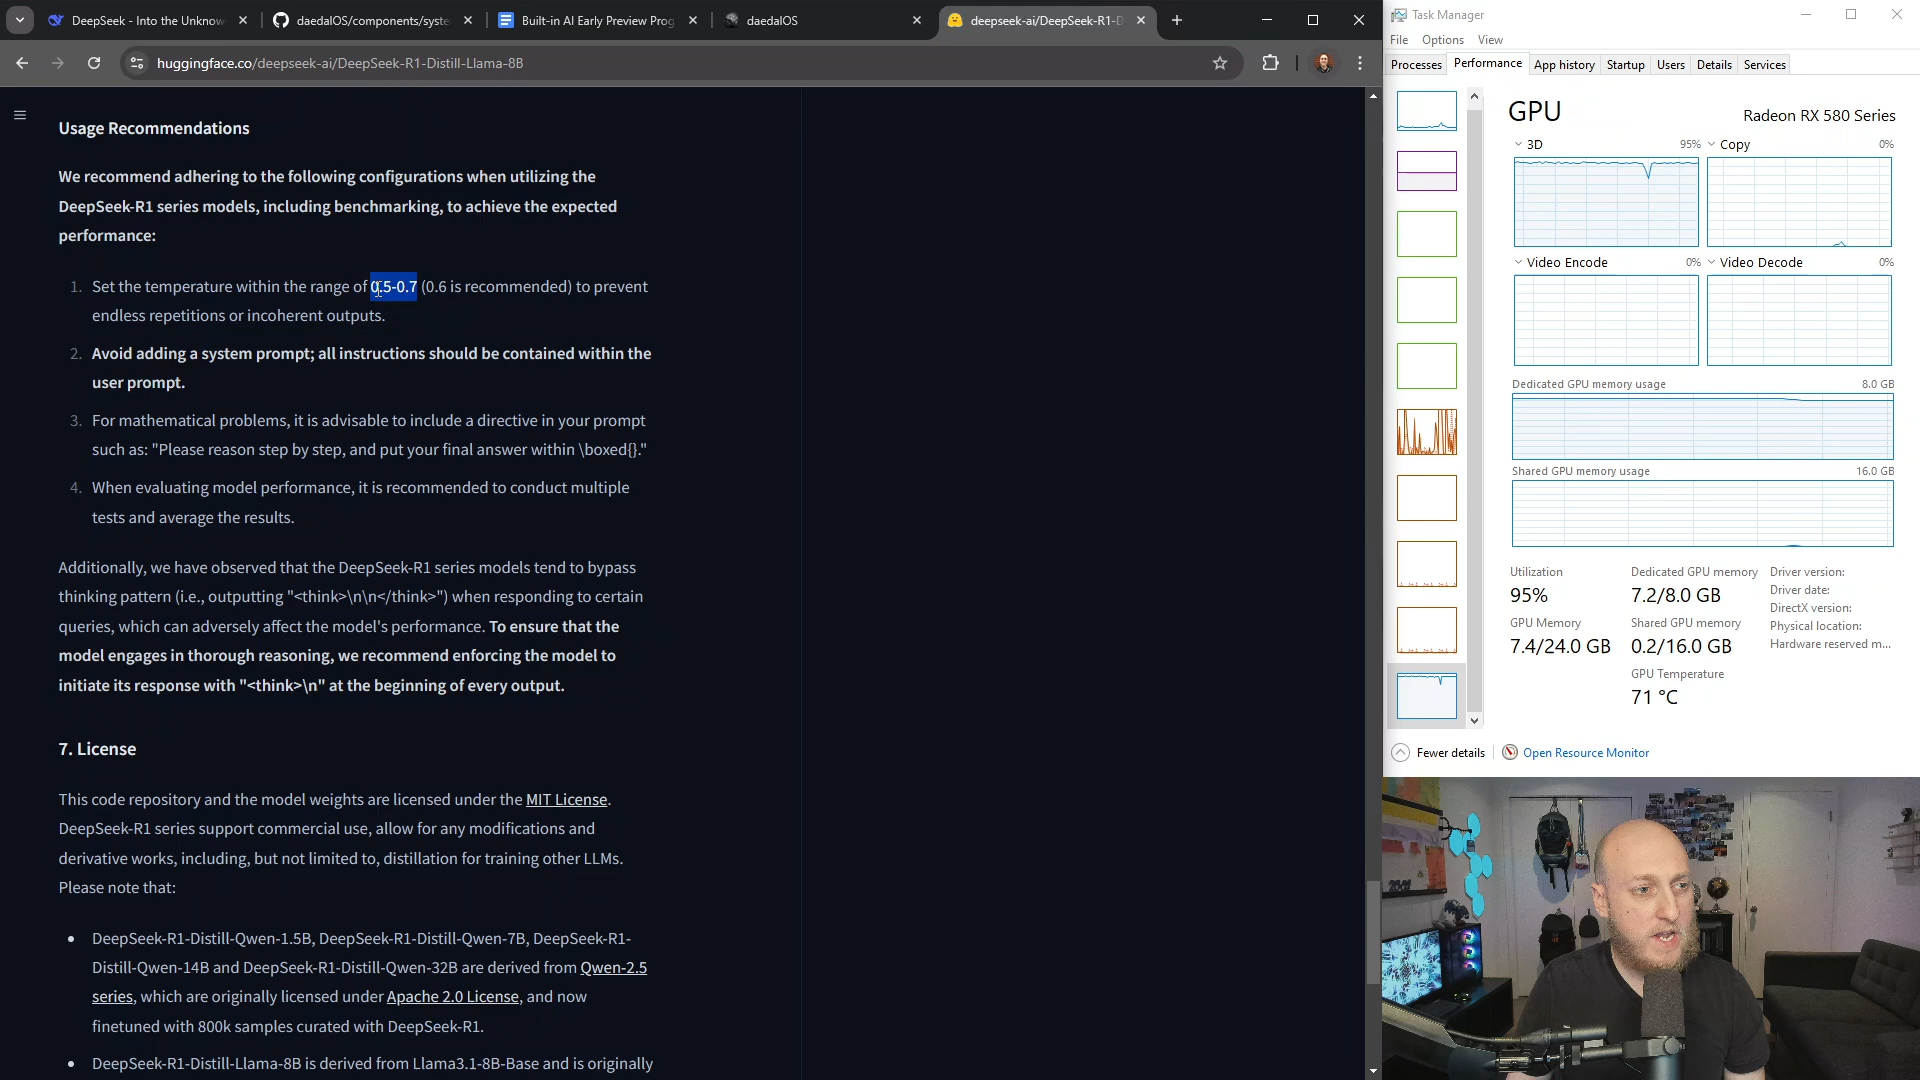 DeepSeek - Into the Unknow
daedalOS/components/syste
Built-in AI Early Preview Prog
daedalOS
deepseek-ai/DeepSeek-R1-D
huggingface.co/deepseek-ai/DeepSeek-R1-Distill-Llama-8B
Usage Recommendations
We recommend adhering to the following configurations when utilizing the
DeepSeek-R1 series models, including benchmarking, to achieve the expected
performance:
1. Set the temperature within the range of 0.5-0.7 (0.6 is recommended) to prevent
endless repetitions or incoherent outputs.
2. Avoid adding a system prompt; all instructions should be contained within the
user prompt.
3. For mathematical problems, it is advisable to include a directive in your prompt
such as: "Please reason step by step, and put your final answer within \boxed{}."
4. When evaluating model performance, it is recommended to conduct multiple
tests and average the results.
Additionally, we have observed that the DeepSeek-R1 series models tend to bypass
thinking pattern (i.e., outputting "<think>\n\n</think>") when responding to certain
queries, which can adversely affect the model's performance. To ensure that the
model engages in thorough reasoning, we recommend enforcing the model to
initiate its response with "<think>\n" at the beginning of every output.
7. License
This code repository and the model weights are licensed under the MIT License.
DeepSeek-R1 series support commercial use, allow for any modifications and
derivative works, including, but not limited to, distillation for training other LLMs.
Please note that:
• DeepSeek-R1-Distill-Qwen-1.5B, DeepSeek-R1-Distill-Qwen-7B, DeepSeek-R1-
Distill-Qwen-14B and DeepSeek-R1-Distill-Qwen-32B are derived from Qwen-2.5
series, which are originally licensed under Apache 2.0 License, and now
finetuned with 800k samples curated with DeepSeek-R1.
• DeepSeek-R1-Distill-Llama-8B is derived from Llama3.1-8B-Base and is originally
Task Manager
File Options View
Processes Performance App history Startup Users Details Services
GPU Radeon RX 580 Series
3D 95% Copy 0%
Video Encode 0% Video Decode 0%
Dedicated GPU memory usage 8.0 GB
Shared GPU memory usage 16.0 GB
Utilization Dedicated GPU memory Driver version:
95% 7.2/8.0 GB Driver date:
DirectX version:
GPU Memory Shared GPU memory Physical location:
7.4/24.0 GB 0.2/16.0 GB Hardware reserved m...
GPU Temperature
71 °C
Fewer details Open Resource Monitor